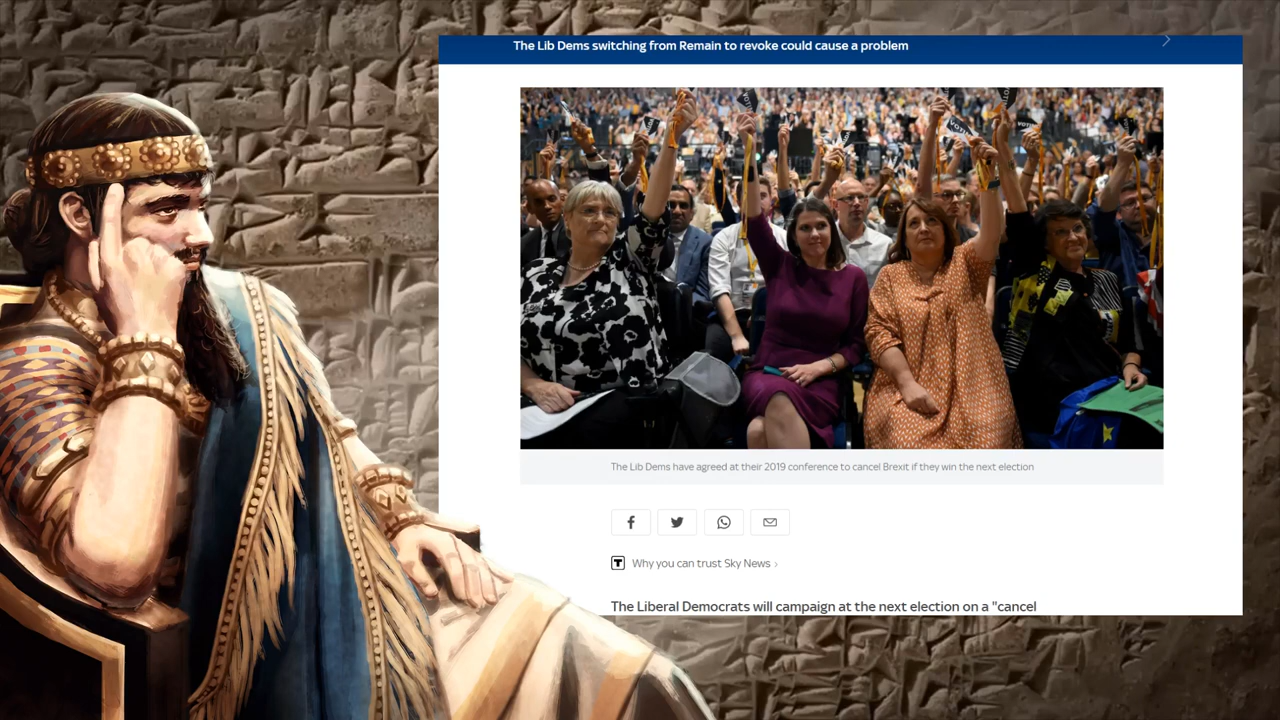 The Lib Dems switching from Remain to revoke could cause a problem
The Lib Dems have agreed at their 2019 conference to cancel Brexit if they win the next election
Why you can trust Sky News
The Liberal Democrats will campaign at the next election on a "cancel